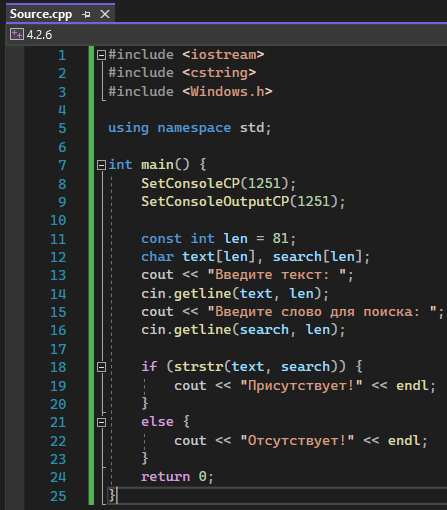 Source.cpp
4.2.6
1 #include <iostream>
2 #include <cstring>
3 #include <Windows.h>
4
5 using namespace std;
6
7 int main() {
8 SetConsoleCP(1251);
9 SetConsoleOutputCP(1251);
10
11 const int len = 81;
12 char text[len], search[len];
13 cout << "Введите текст: ";
14 cin.getline(text, len);
15 cout << "Введите слово для поиска: ";
16 cin.getline(search, len);
17
18 if (strstr(text, search)) {
19 cout << "Присутствует!" << endl;
20 }
21 else {
22 cout << "Отсутствует!" << endl;
23 }
24 return 0;
25 }